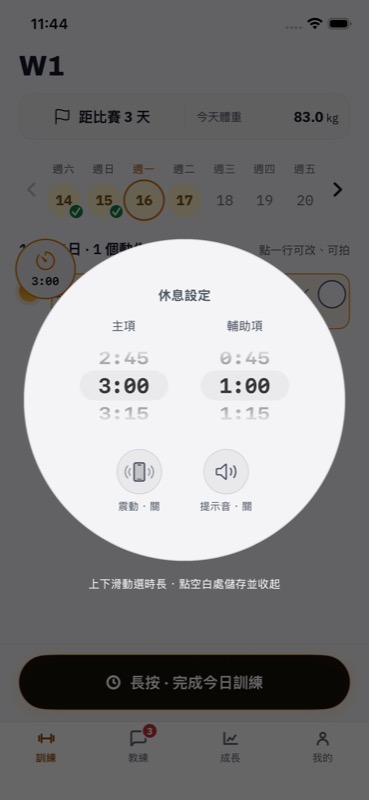 11:44
W1
距比賽 3 天
今天體重
83.0 kg
週六 週日 週一 週二 週三 週四 週五
14 15 16 17 18 19 20
日 · 1 個動
點一行可改、可拍
3:00
休息設定
主項 輔助項
2:45 0:45
3:00 1:00
3:15 1:15
震動 · 關 提示音 · 關
上下滑動選時長 · 點空白處儲存並收起
長按 · 完成今日訓練
3
訓練 教練 成長 我的